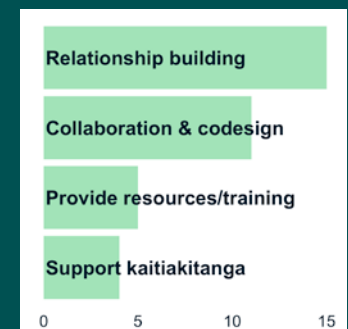 Relationship building
Collaboration & codesign
Provide resources/training
Support kaitiakitanga
0 5 10 15